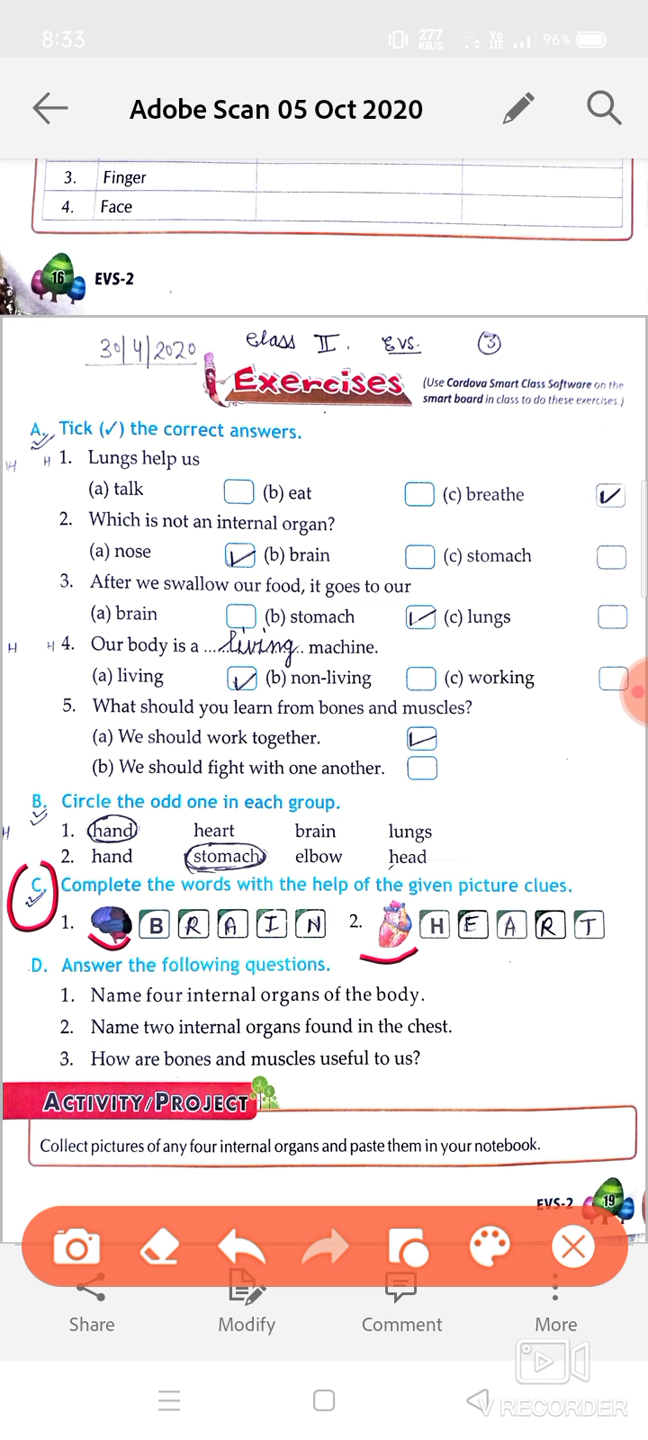 8:33 277 KB/S Vo LTE 96%
Adobe Scan 05 Oct 2020
3. Finger
4. Face
16 EVS-2
30/4/2020 Class II. EVS. 3
Exercises (Use Cordova Smart Class Software on the
smart board in class to do these exercises)
A. Tick (✓) the correct answers.
H H 1. Lungs help us
(a) talk (b) eat (c) breathe ✓
2. Which is not an internal organ?
(a) nose ✓ (b) brain (c) stomach
3. After we swallow our food, it goes to our
(a) brain (b) stomach ✓ (c) lungs
H H 4. Our body is a ...living.. machine.
(a) living ✓ (b) non-living (c) working
5. What should you learn from bones and muscles?
(a) We should work together. ✓
(b) We should fight with one another.
B. Circle the odd one in each group.
H 1. hand heart brain lungs
2. hand stomach elbow head
C. Complete the words with the help of the given picture clues.
1. B R A I N 2. H E A R T
D. Answer the following questions.
1. Name four internal organs of the body.
2. Name two internal organs found in the chest.
3. How are bones and muscles useful to us?
ACTIVITY/PROJECT
Collect pictures of any four internal organs and paste them in your notebook.
EVS-2 19
Share Modify Comment More
V RECORDER